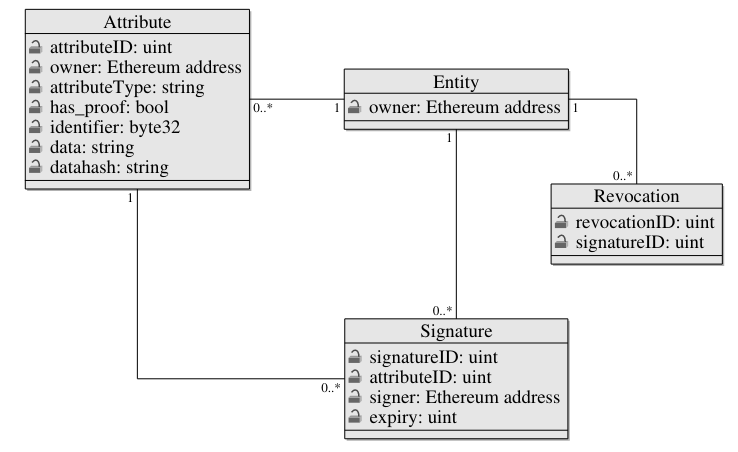 Attribute
attributeID: uint
owner: Ethereum address
attributeType: string
has_proof: bool
identifier: byte32
data: string
datahash: string
0..*
1
Entity
owner: Ethereum address
1
1
0..*
Revocation
revocationID: uint
signatureID: uint
1
0..*
0..*
Signature
signatureID: uint
attributeID: uint
signer: Ethereum address
expiry: uint